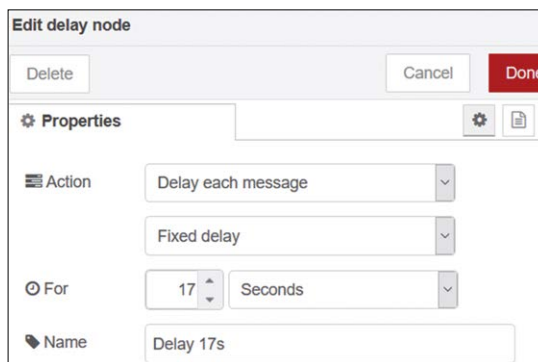 Edit delay node
Delete Cancel Done
Properties
Action Delay each message
Fixed delay
For 17 Seconds
Name Delay 17s